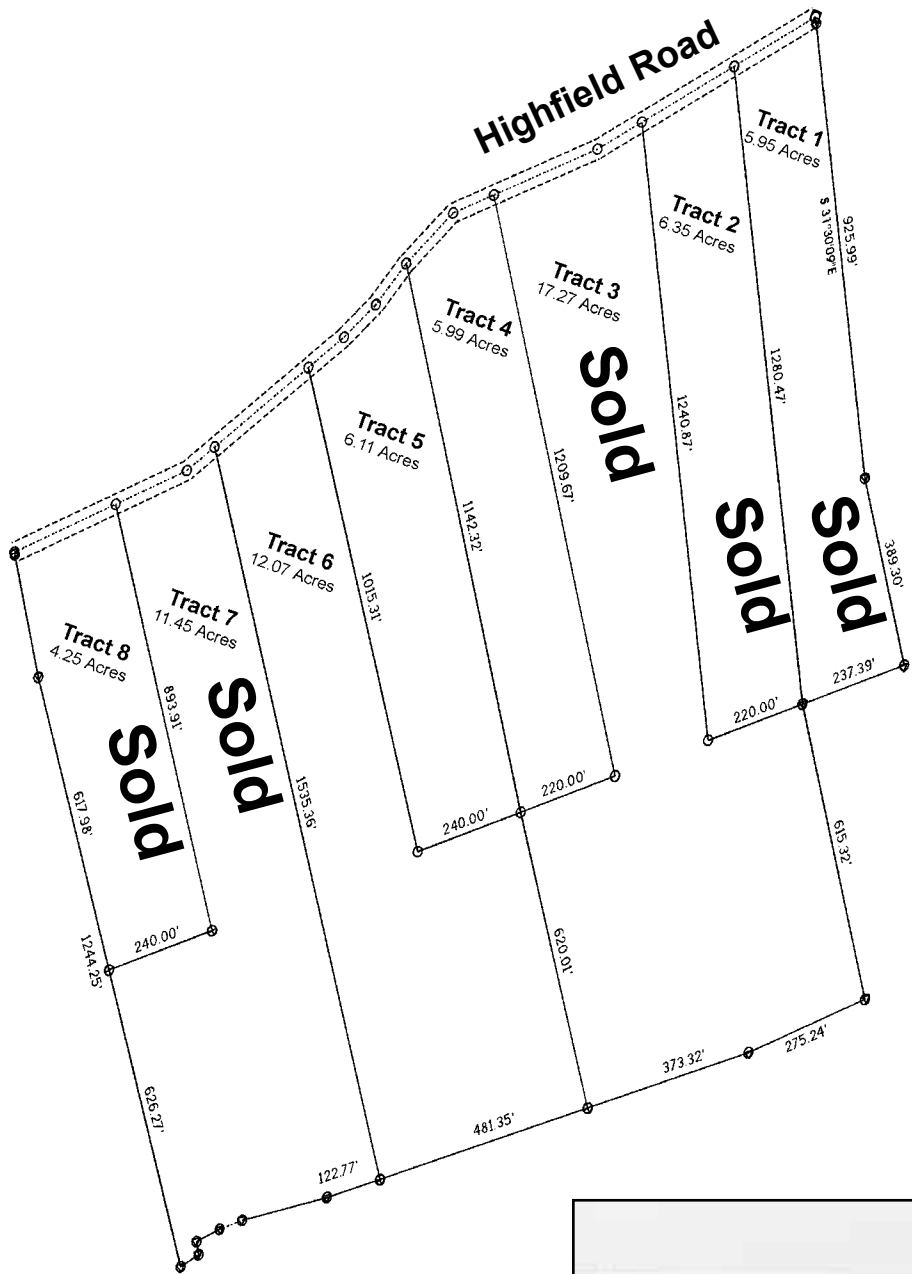 Highfield Road
Tract 1
5.95 Acres
S 31°30'09"E
925.99'
389.30'
237.39'
Sold
Tract 2
6.35 Acres
1280.47'
220.00'
Sold
615.32'
275.24'
Tract 3
17.27 Acres
Sold
1240.87'
373.32'
Tract 4
5.99 Acres
1209.67'
220.00'
620.01'
Tract 5
6.11 Acres
1142.32'
240.00'
Tract 6
12.07 Acres
1015.31'
481.35'
Tract 7
11.45 Acres
Sold
1535.36'
122.77'
Tract 8
4.25 Acres
893.91'
Sold
617.98'
240.00'
1244.25'
626.27'